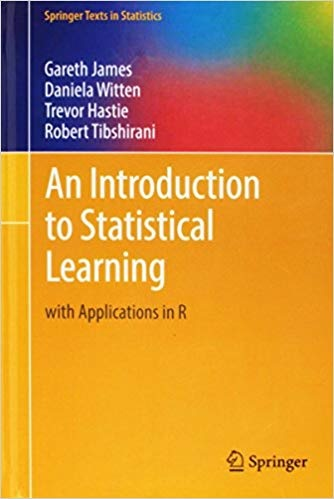 Springer Texts in Statistics
Gareth James
Daniela Witten
Trevor Hastie
Robert Tibshirani
An Introduction
to Statistical
Learning
with Applications in R
Springer